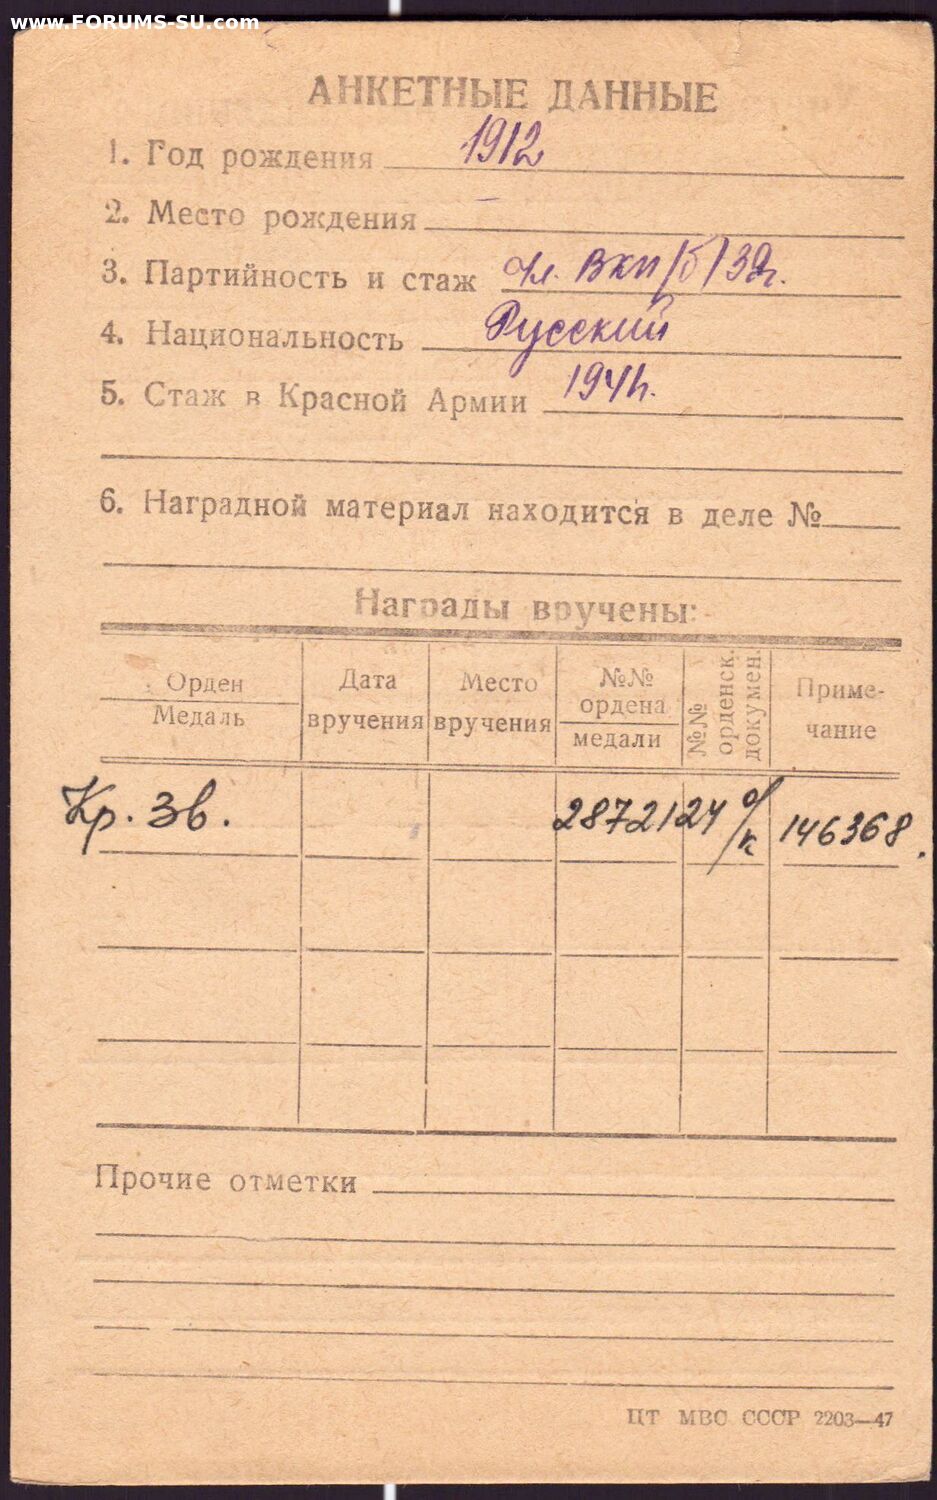 www.FORUMS-SU.com
АНКЕТНЫЕ ДАННЫЕ
1. Год рождения 1912
2. Место рождения –
3. Партийность и стаж чл. ВКП/б/ 39г.
4. Национальность Русский
5. Стаж в Красной Армии 1941г.
6. Наградной материал находится в деле №
Награды вручены:
Орден
Медаль
Дата вручения
Место вручения
№№ ордена
медали
№№ орденск. докумен.
Приме-
чание
Кр. Зв. 2872124 о/к 146368.
Прочие отметки
ЦТ МВС СССР 2203—47